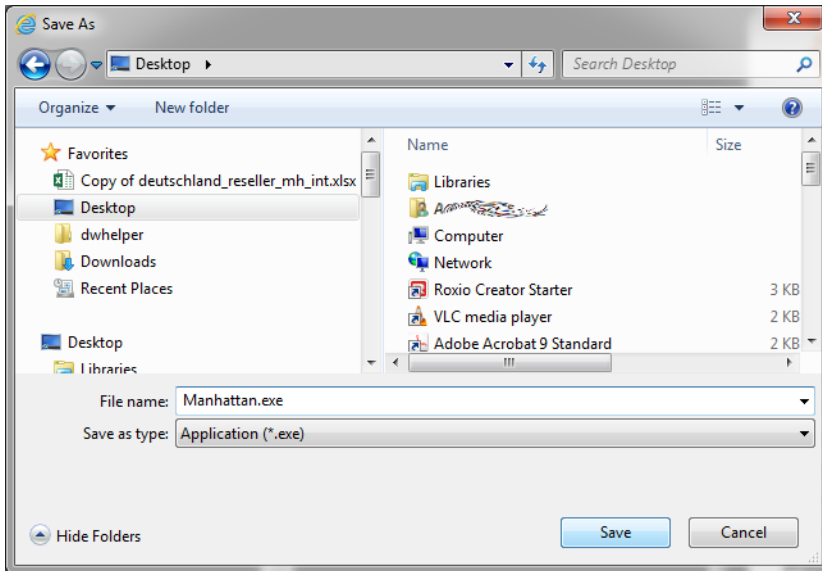 Save As
Desktop
Search Desktop
Organize
New folder
Favorites
Copy of deutschland_reseller_mh_int.xlsx
Desktop
dwhelper
Downloads
Recent Places
Desktop
Libraries
Name Size
Libraries
Computer
Network
Roxio Creator Starter 3 KB
VLC media player 2 KB
Adobe Acrobat 9 Standard 2 KB
File name: Manhattan.exe
Save as type: Application (*.exe)
Hide Folders
Save
Cancel